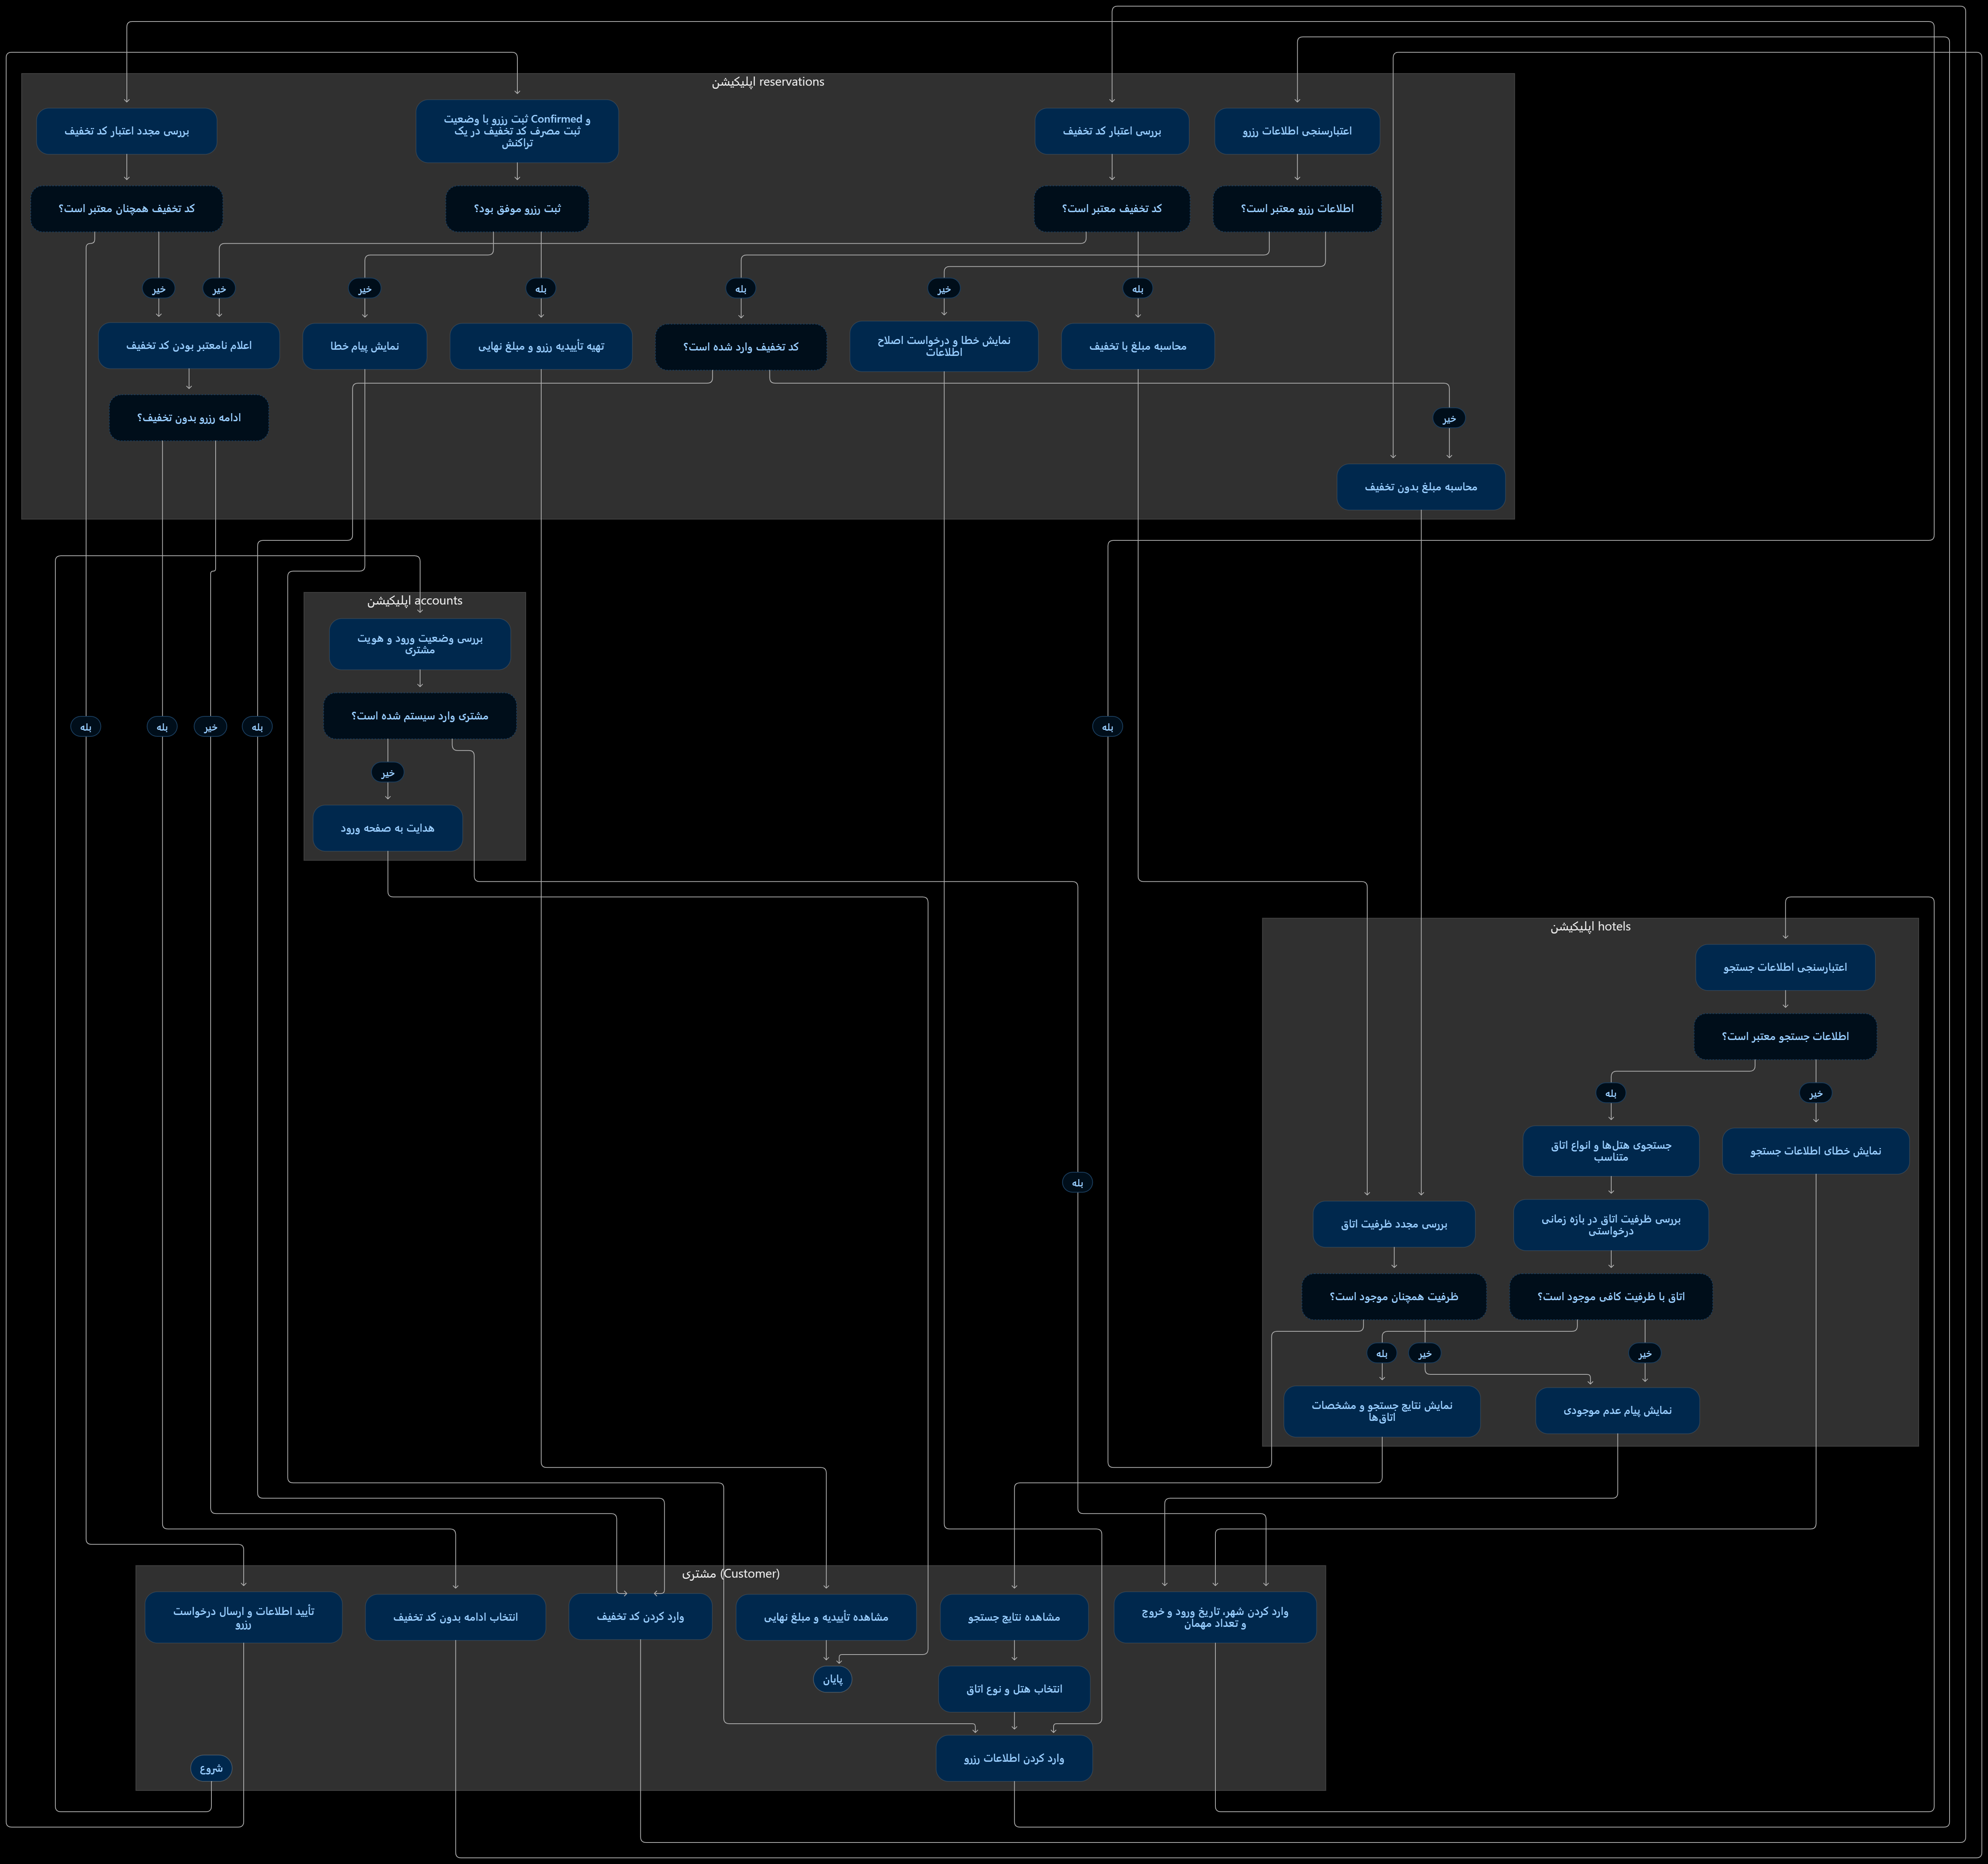 اپلیکیشن reservations
بررسی مجدد اعتبار کد تخفیف
ثبت رزرو با وضعیت Confirmed و
ثبت مصرف کد تخفیف در یک
تراکنش
بررسی اعتبار کد تخفیف
اعتبارسنجی اطلاعات رزرو
کد تخفیف همچنان معتبر است؟
ثبت رزرو موفق بود؟
کد تخفیف معتبر است؟
اطلاعات رزرو معتبر است؟
خیر
خیر
خیر
بله
بله
خیر
بله
اعلام نامعتبر بودن کد تخفیف
نمایش پیام خطا
تهیه تأییدیه رزرو و مبلغ نهایی
کد تخفیف وارد شده است؟
نمایش خطا و درخواست اصلاح
اطلاعات
محاسبه مبلغ با تخفیف
ادامه رزرو بدون تخفیف؟
خیر
محاسبه مبلغ بدون تخفیف
اپلیکیشن accounts
بررسی وضعیت ورود و هویت
مشتری
مشتری وارد سیستم شده است؟
بله
بله
خیر
بله
بله
خیر
هدایت به صفحه ورود
اپلیکیشن hotels
اعتبارسنجی اطلاعات جستجو
اطلاعات جستجو معتبر است؟
بله
خیر
جستجوی هتل‌ها و انواع اتاق
متناسب
نمایش خطای اطلاعات جستجو
بله
بررسی مجدد ظرفیت اتاق
بررسی ظرفیت اتاق در بازه زمانی
درخواستی
ظرفیت همچنان موجود است؟
اتاق با ظرفیت کافی موجود است؟
بله
خیر
خیر
نمایش نتایج جستجو و مشخصات
اتاق‌ها
نمایش پیام عدم موجودی
مشتری (Customer)
تأیید اطلاعات و ارسال درخواست
رزرو
انتخاب ادامه بدون کد تخفیف
وارد کردن کد تخفیف
مشاهده تأییدیه و مبلغ نهایی
مشاهده نتایج جستجو
وارد کردن شهر، تاریخ ورود و خروج
و تعداد مهمان
پایان
انتخاب هتل و نوع اتاق
وارد کردن اطلاعات رزرو
شروع